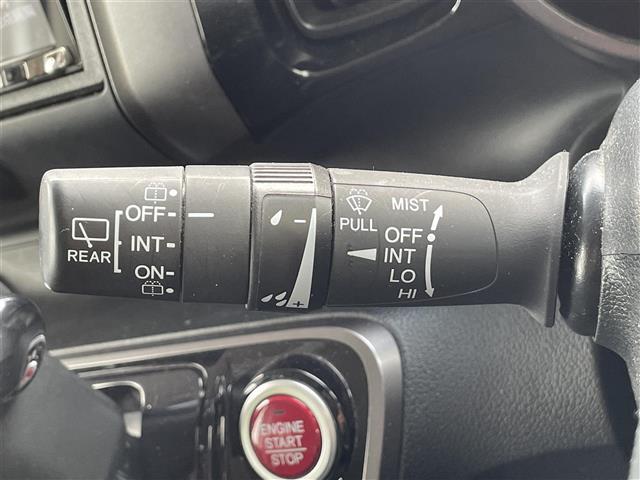 REAR
OFF
INT
ON
-
+
PULL
MIST
OFF
INT
LO
HI
ENGINE
START
STOP